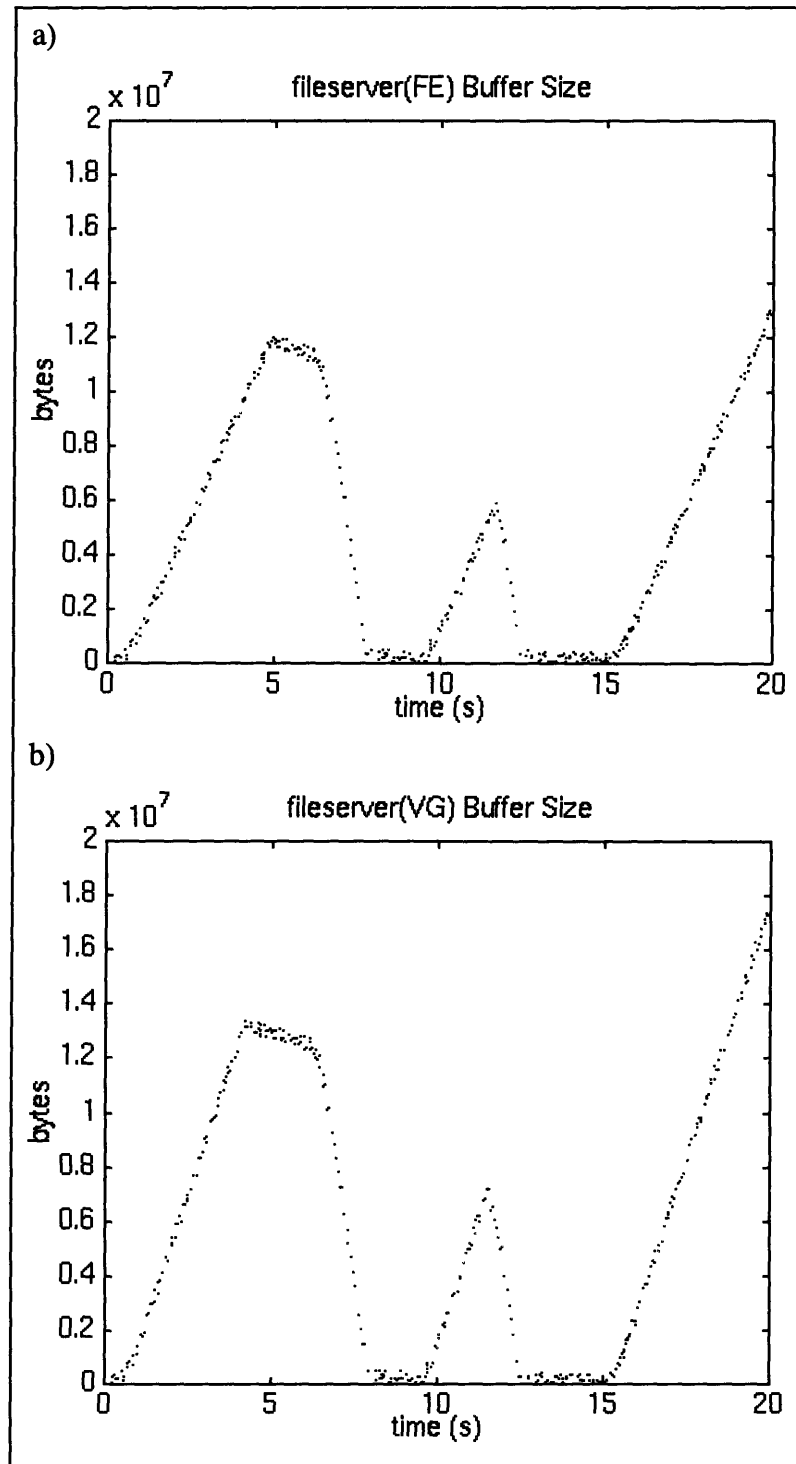 a)
fileserver(FE) Buffer Size
2 x 10^7
1.8
1.6
1.4
1.2
1
0.8
0.6
0.4
0.2
0
bytes
0 5 10 15 20
time (s)
b)
fileserver(VG) Buffer Size
2 x 10^7
1.8
1.6
1.4
1.2
1
0.8
0.6
0.4
0.2
0
bytes
0 5 10 15 20
time (s)